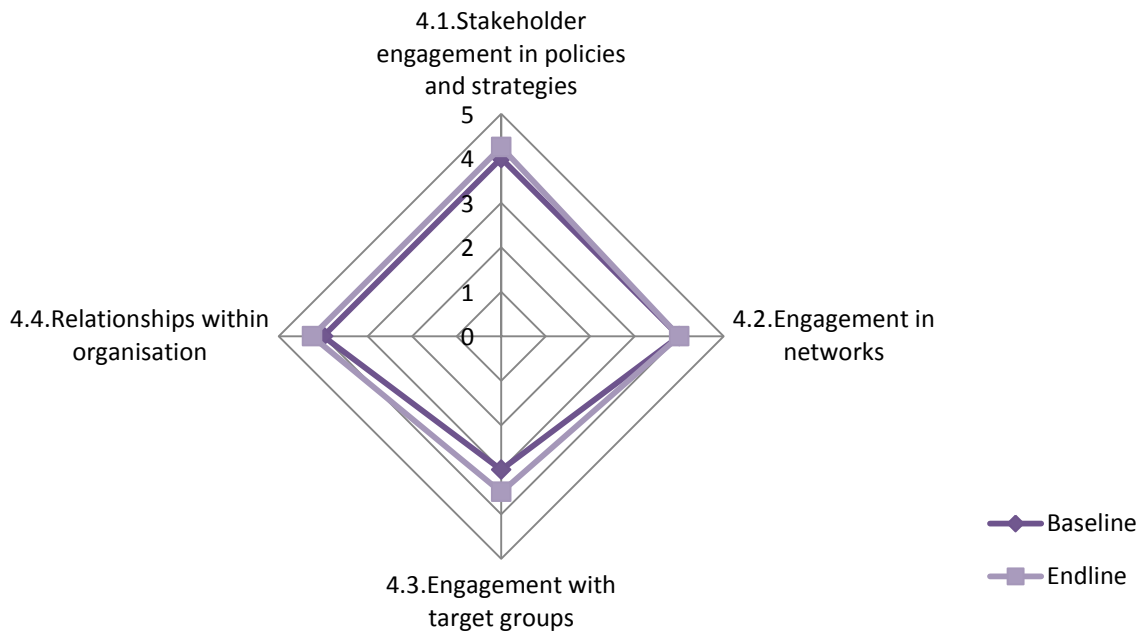 4.1.Stakeholder
engagement in policies
and strategies
5
4
3
2
1
0
4.4.Relationships within
organisation
4.2.Engagement in
networks
4.3.Engagement with
target groups
Baseline
Endline